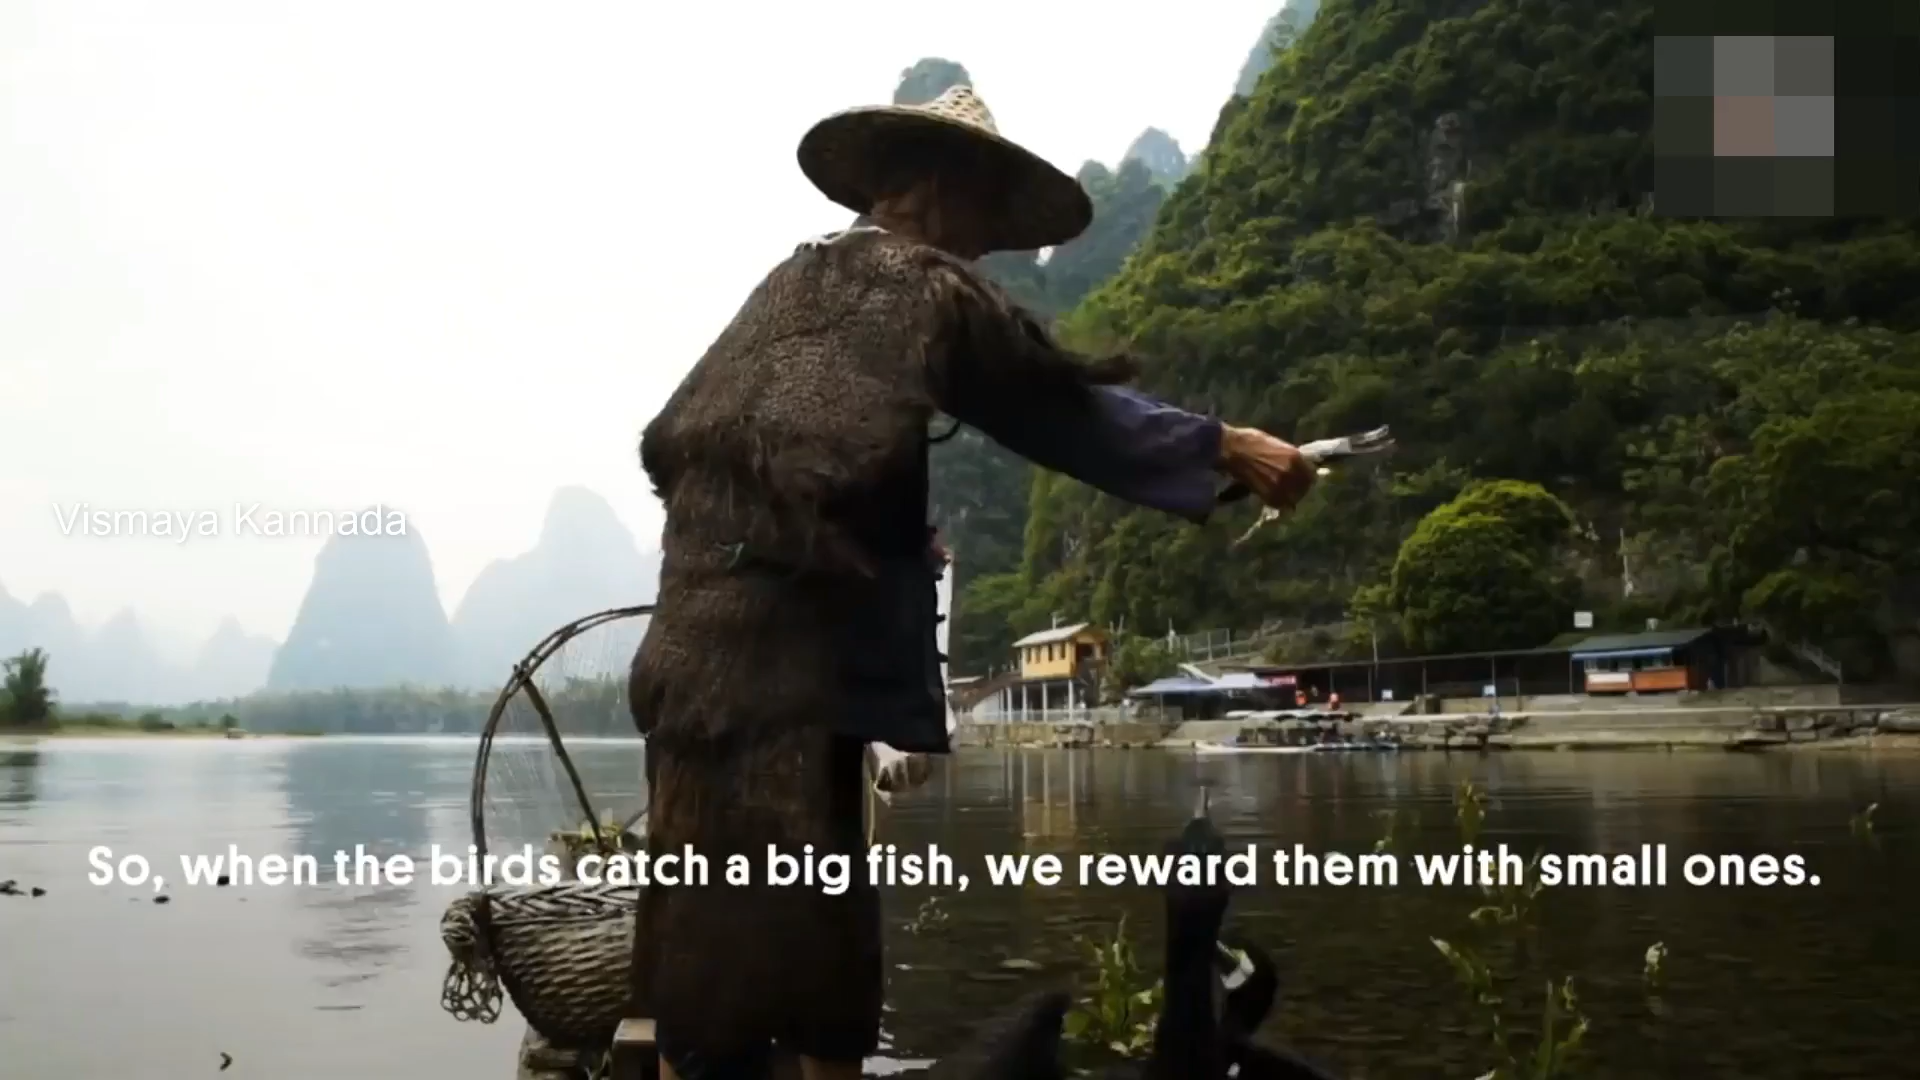 Vismaya Kannada
So, when the birds catch a big fish, we reward them with small ones.